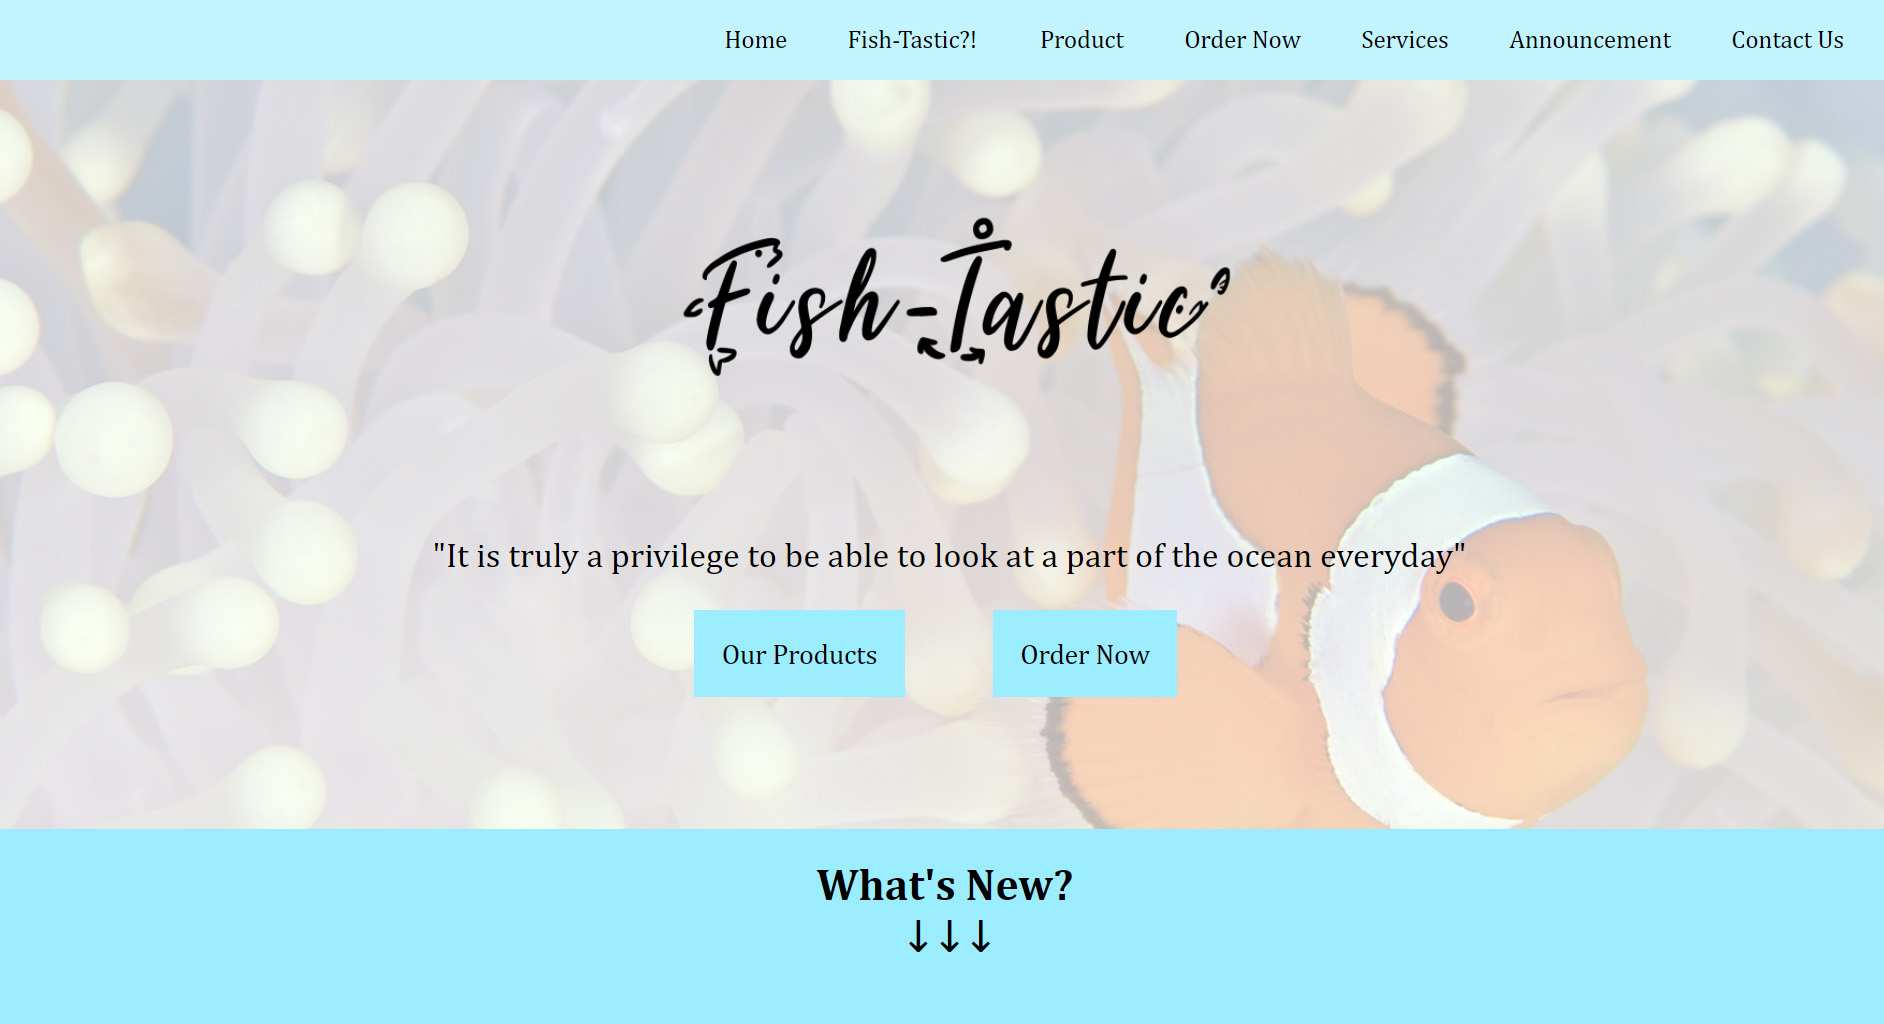 Home Fish-Tastic?! Product Order Now Services Announcement Contact Us
Fish-Tastic
"It is truly a privilege to be able to look at a part of the ocean everyday"
Our Products Order Now
What's New?
↓↓↓